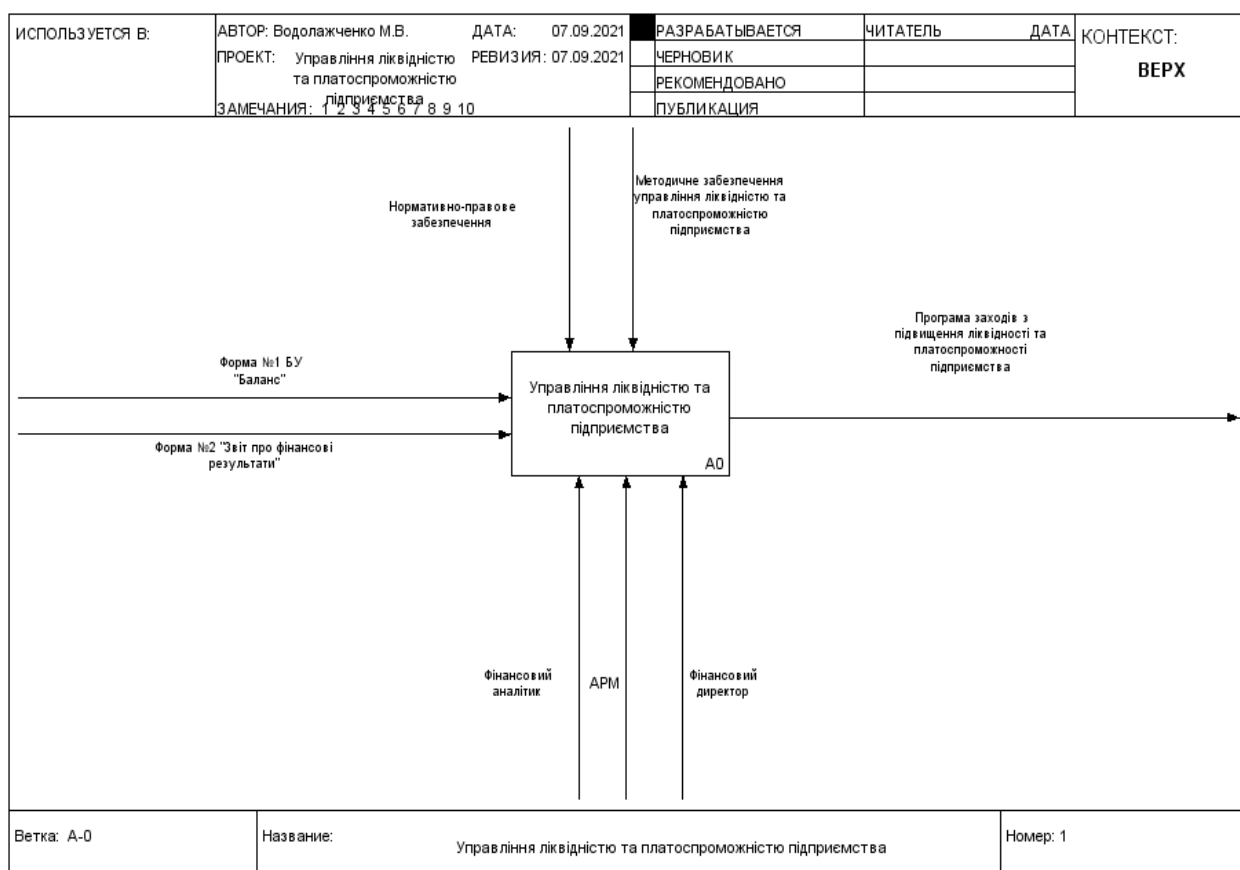 ИСПОЛЬЗУЕТСЯ В:
АВТОР: Водолажченко М.В.
ДАТА: 07.09.2021
ПРОЕКТ: Управління ліквідністю
та платоспроможністю
підприємства
РЕВИЗИЯ: 07.09.2021
ЗАМЕЧАНИЯ: 1 2 3 4 5 6 7 8 9 10
РАЗРАБАТЫВАЕТСЯ
ЧЕРНОВИК
РЕКОМЕНДОВАНО
ПУБЛИКАЦИЯ
ЧИТАТЕЛЬ ДАТА
КОНТЕКСТ:
ВЕРХ
Нормативно-правове
забезпечення
Методичне забезпечення
управління ліквідністю та
платоспроможністю
підприємства
Форма №1 БУ
"Баланс"
Форма №2 "Звіт про фінансові
результати"
Управління ліквідністю та
платоспроможністю
підприємства
A0
Програма заходів з
підвищення ліквідності та
платоспроможності
підприємства
Фінансовий
аналітик
АРМ
Фінансовий
директор
Ветка: A-0
Название:
Управління ліквідністю та платоспроможністю підприємства
Номер: 1